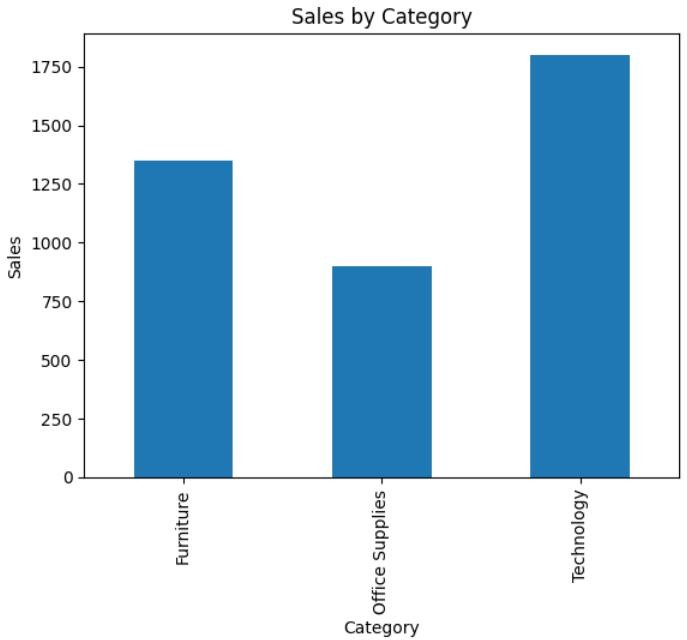 Sales by Category
1750
1500
1250
1000
750
500
250
0
Sales
Furniture
Office Supplies
Technology
Category